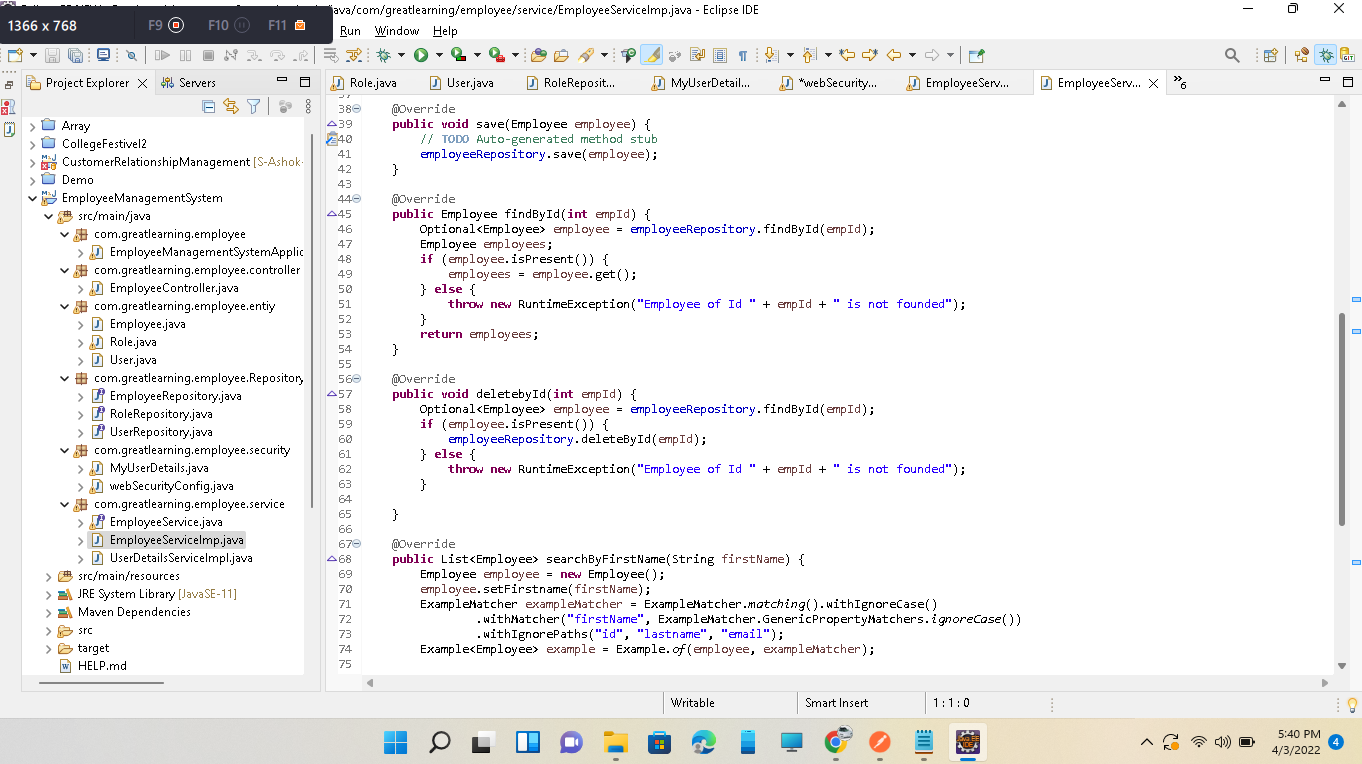 1366 x 768
F9
F10
F11
java/com/greatlearning/employee/service/EmployeeServiceImp.java - Eclipse IDE
Run Window Help
Project Explorer
Servers
Role.java
User.java
RoleReposit...
MyUserDetail...
*webSecurity...
EmployeeServ...
EmployeeServ...
»6
Array
CollegeFestivel2
CustomerRelationshipManagement [S-Ashok-
Demo
EmployeeManagementSystem
src/main/java
com.greatlearning.employee
EmployeeManagementSystemApplic
com.greatlearning.employee.controller
EmployeeController.java
com.greatlearning.employee.entiy
Employee.java
Role.java
User.java
com.greatlearning.employee.Repository
EmployeeRepository.java
RoleRepository.java
UserRepository.java
com.greatlearning.employee.security
MyUserDetails.java
webSecurityConfig.java
com.greatlearning.employee.service
EmployeeService.java
EmployeeServiceImp.java
UserDetailsServiceImpl.java
src/main/resources
JRE System Library [JavaSE-11]
Maven Dependencies
src
target
HELP.md
38 @Override
39 public void save(Employee employee) {
40 // TODO Auto-generated method stub
41 employeeRepository.save(employee);
42 }
43
44 @Override
45 public Employee findById(int empId) {
46 Optional<Employee> employee = employeeRepository.findById(empId);
47 Employee employees;
48 if (employee.isPresent()) {
49 employees = employee.get();
50 } else {
51 throw new RuntimeException("Employee of Id " + empId + " is not founded");
52 }
53 return employees;
54 }
55
56 @Override
57 public void deletebyId(int empId) {
58 Optional<Employee> employee = employeeRepository.findById(empId);
59 if (employee.isPresent()) {
60 employeeRepository.deleteById(empId);
61 } else {
62 throw new RuntimeException("Employee of Id " + empId + " is not founded");
63 }
64
65 }
66
67 @Override
68 public List<Employee> searchByFirstName(String firstName) {
69 Employee employee = new Employee();
70 employee.setFirstname(firstName);
71 ExampleMatcher exampleMatcher = ExampleMatcher.matching().withIgnoreCase()
72 .withMatcher("firstName", ExampleMatcher.GenericPropertyMatchers.ignoreCase())
73 .withIgnorePaths("id", "lastname", "email");
74 Example<Employee> example = Example.of(employee, exampleMatcher);
75
Writable
Smart Insert
1 : 1 : 0
5:40 PM
4/3/2022
4